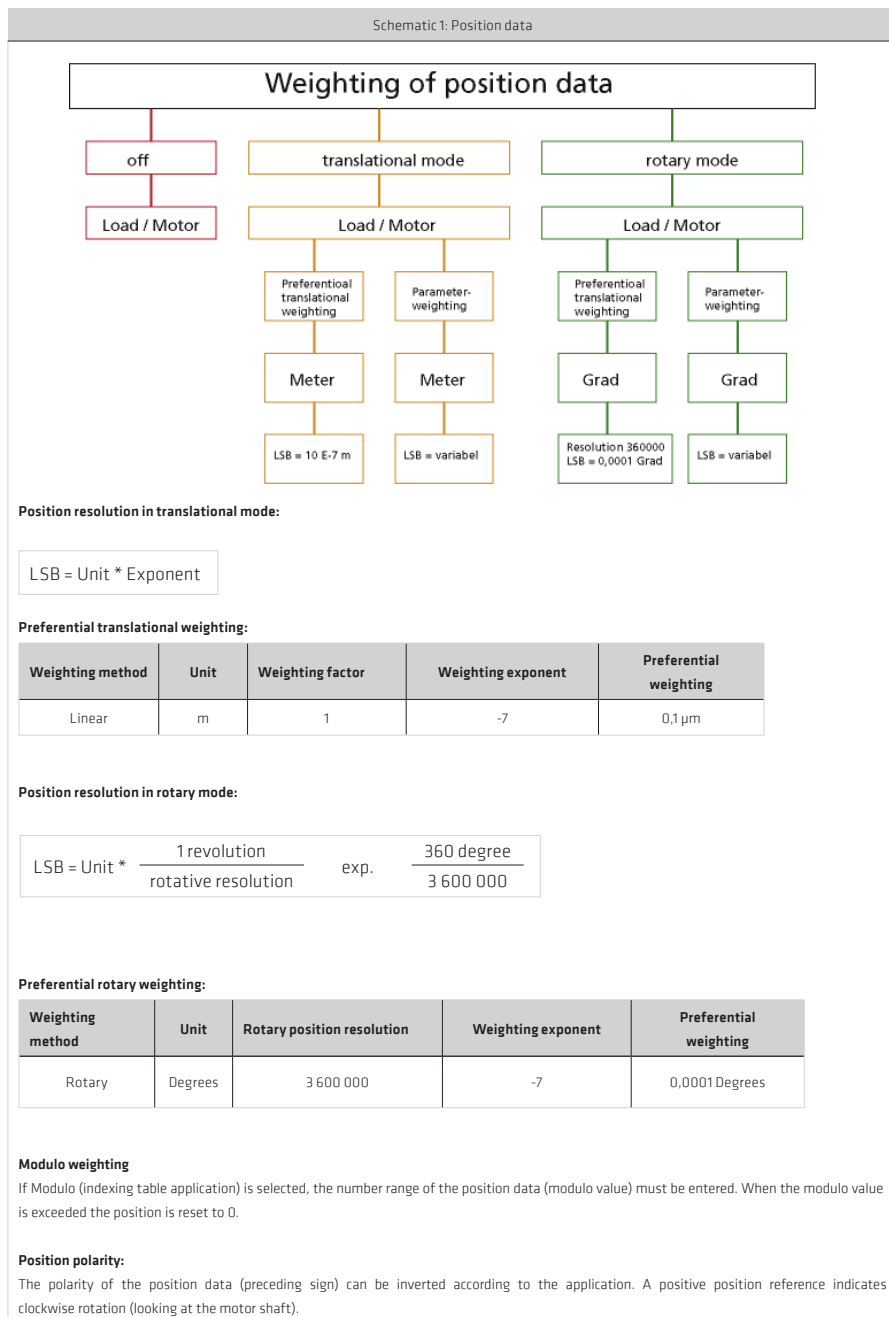 Schematic 1: Position data
Weighting of position data
off
translational mode
rotary mode
Load / Motor
Load / Motor
Load / Motor
Preferentioal
translational
weighting
Parameter-
weighting
Preferentioal
translational
weighting
Parameter-
weighting
Meter
Meter
Grad
Grad
LSB = 10 E-7 m
LSB = variabel
Resolution 360000
LSB = 0,0001 Grad
LSB = variabel
Position resolution in translational mode:
LSB = Unit * Exponent
Preferential translational weighting:
Weighting method
Unit
Weighting factor
Weighting exponent
Preferential
weighting
Linear
m
1
-7
0,1 µm
Position resolution in rotary mode:
LSB = Unit *
1 revolution
rotative resolution
exp.
360 degree
3 600 000
Preferential rotary weighting:
Weighting
method
Unit
Rotary position resolution
Weighting exponent
Preferential
weighting
Rotary
Degrees
3 600 000
-7
0,0001 Degrees
Modulo weighting
If Modulo (indexing table application) is selected, the number range of the position data (modulo value) must be entered. When the modulo value
is exceeded the position is reset to 0.
Position polarity:
The polarity of the position data (preceding sign) can be inverted according to the application. A positive position reference indicates
clockwise rotation (looking at the motor shaft).